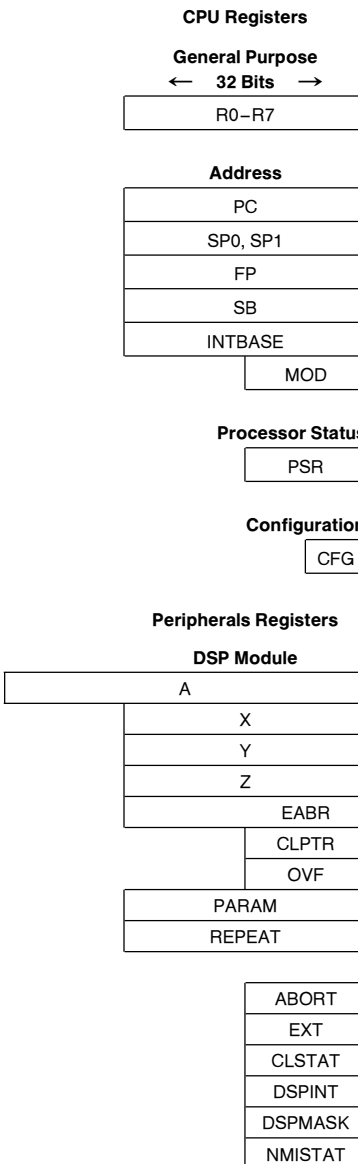 CPU Registers
General Purpose
← 32 Bits →
R0–R7
Address
PC
SP0, SP1
FP
SB
INTBASE
MOD
Processor Status
PSR
Configuration
CFG
Peripherals Registers
DSP Module
A
X
Y
Z
EABR
CLPTR
OVF
PARAM
REPEAT
ABORT
EXT
CLSTAT
DSPINT
DSPMASK
NMISTAT